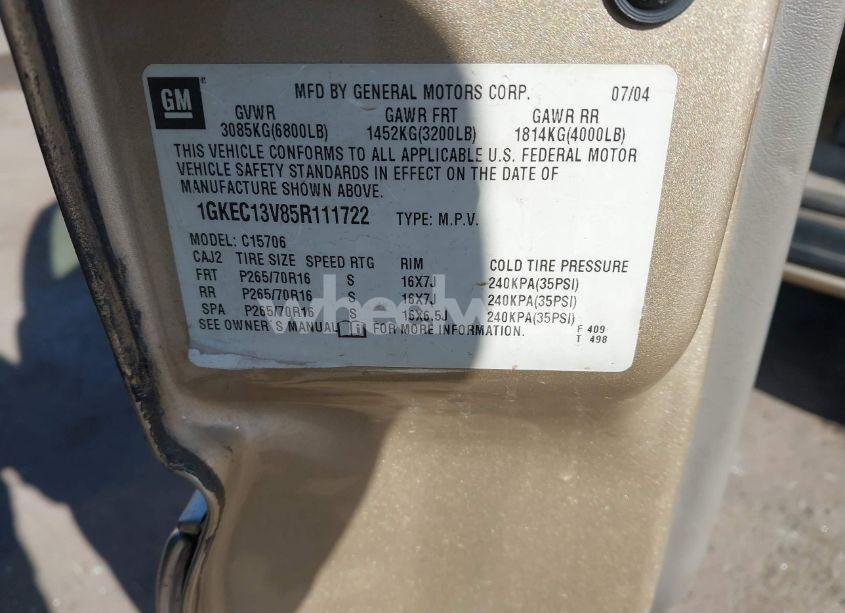 GM
MFD BY GENERAL MOTORS CORP. 07/04
GVWR GAWR FRT GAWR RR
3085KG(6800LB) 1452KG(3200LB) 1814KG(4000LB)
THIS VEHICLE CONFORMS TO ALL APPLICABLE U.S. FEDERAL MOTOR
VEHICLE SAFETY STANDARDS IN EFFECT ON THE DATE OF
MANUFACTURE SHOWN ABOVE.
1GKEC13V85R111722 TYPE: M.P.V.
MODEL: C15706
CAJ2 TIRE SIZE SPEED RTG RIM COLD TIRE PRESSURE
FRT P265/70R16 S 16X7J 240KPA(35PSI)
RR P265/70R16 S 16X7J 240KPA(35PSI)
SPA P265/70R16 S 16X6.5J 240KPA(35PSI)
SEE OWNER'S MANUAL i FOR MORE INFORMATION.
F 409
T 498